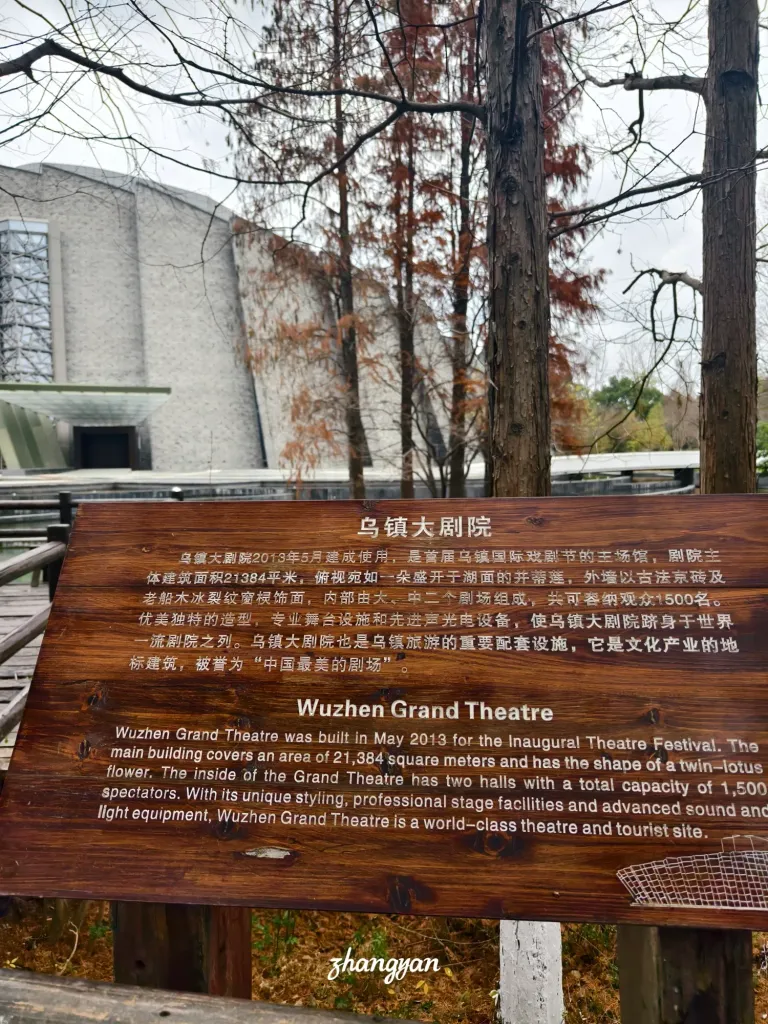 乌镇大剧院
乌镇大剧院2013年5月建成使用，是首届乌镇国际戏剧节的主场馆，剧院主
体建筑面积21384平米，俯视宛如一朵盛开于湖面的并蒂莲，外墙以古法京砖及
老船木冰裂纹窗棂饰面，内部由大、中二个剧场组成，共可容纳观众1500名。
优美独特的造型，专业舞台设施和先进声光电设备，使乌镇大剧院跻身于世界
一流剧院之列。乌镇大剧院也是乌镇旅游的重要配套设施，它是文化产业的地
标建筑，被誉为“中国最美的剧场”。
Wuzhen Grand Theatre
Wuzhen Grand Theatre was built in May 2013 for the Inaugural Theatre Festival. The
main building covers an area of 21,384 square meters and has the shape of a twin-lotus
flower. The inside of the Grand Theatre has two halls with a total capacity of 1,500
spectators. With its unique styling, professional stage facilities and advanced sound and
light equipment, Wuzhen Grand Theatre is a world-class theatre and tourist site.
zhangyan